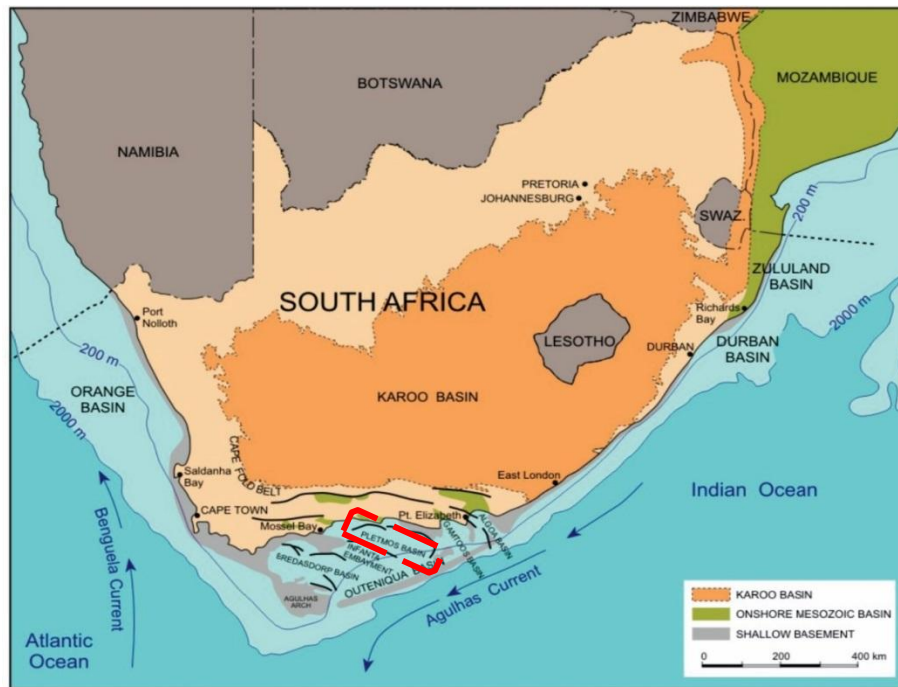 ZIMBABWE
BOTSWANA
MOZAMBIQUE
NAMIBIA
PRETORIA
JOHANNESBURG
SWAZ.
200 m
ZULULAND
BASIN
SOUTH AFRICA
Port
Nolloth
Richards
Bay
2000 m
LESOTHO
DURBAN
DURBAN
BASIN
200 m
ORANGE
BASIN
2000 m
KAROO BASIN
CAPE FOLD BELT
Saldanha
Bay
East London
Indian Ocean
CAPE TOWN
Mossel Bay
Pt. Elizabeth
ALGOA BASIN
GAMTOOS BASIN
PLETMOS BASIN
INFANTA
EMBAYMENT
BREDASDORP BASIN
OUTENIQUA BASIN
AGULHAS
ARCH
Benguela Current
Agulhas Current
Atlantic
Ocean
KAROO BASIN
ONSHORE MESOZOIC BASIN
SHALLOW BASEMENT
0 200 400 km